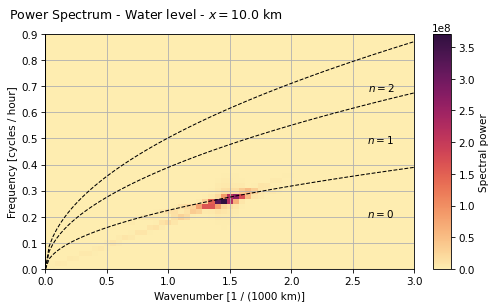 Power Spectrum - Water level - x = 10.0 km
1e8
0.9
0.8
0.7
0.6
0.5
0.4
0.3
0.2
0.1
0.0
Frequency [cycles / hour]
n = 2
n = 1
n = 0
0.0 0.5 1.0 1.5 2.0 2.5 3.0
Wavenumber [1 / (1000 km)]
3.5
3.0
2.5
2.0
1.5
1.0
0.5
0.0
Spectral power